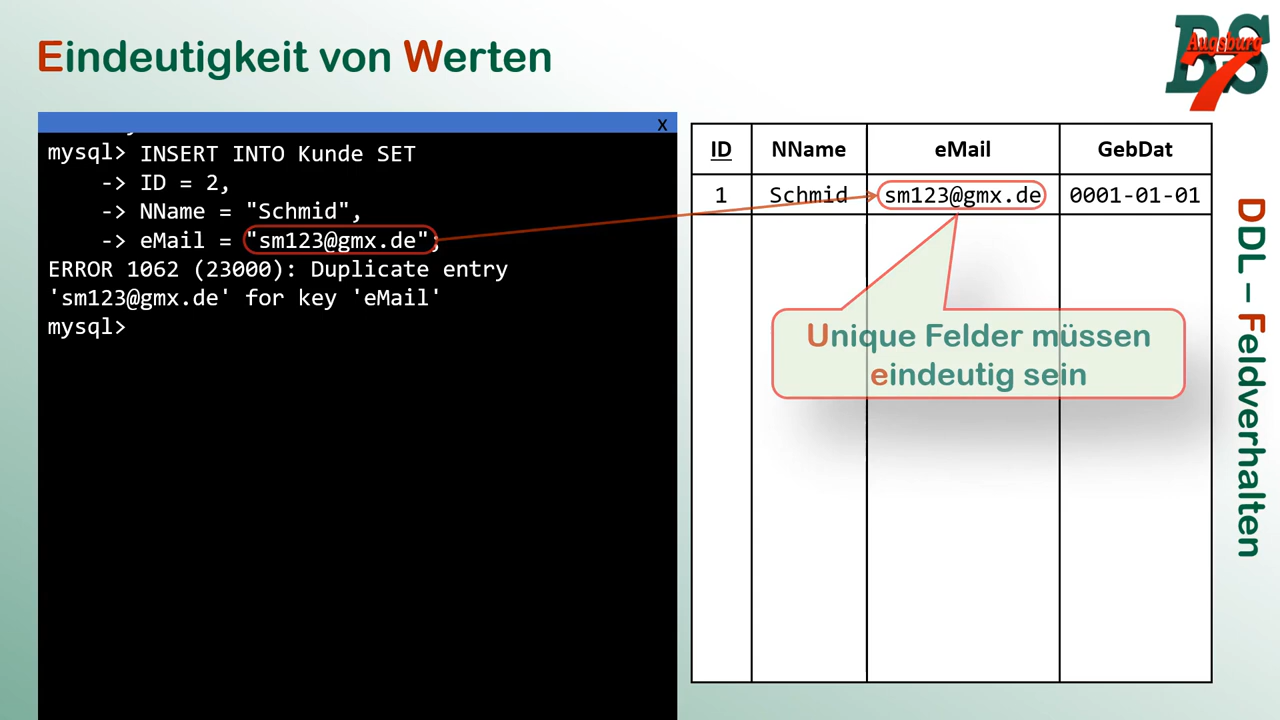 Eindeutigkeit von Werten
BS
Augsburg
7
x
mysql> INSERT INTO Kunde SET
-> ID = 2,
-> NName = "Schmid",
-> eMail = "sm123@gmx.de";
ERROR 1062 (23000): Duplicate entry
'sm123@gmx.de' for key 'eMail'
mysql>
ID NName eMail GebDat
1 Schmid sm123@gmx.de 0001-01-01
Unique Felder müssen
eindeutig sein
DDL – Feldverhalten